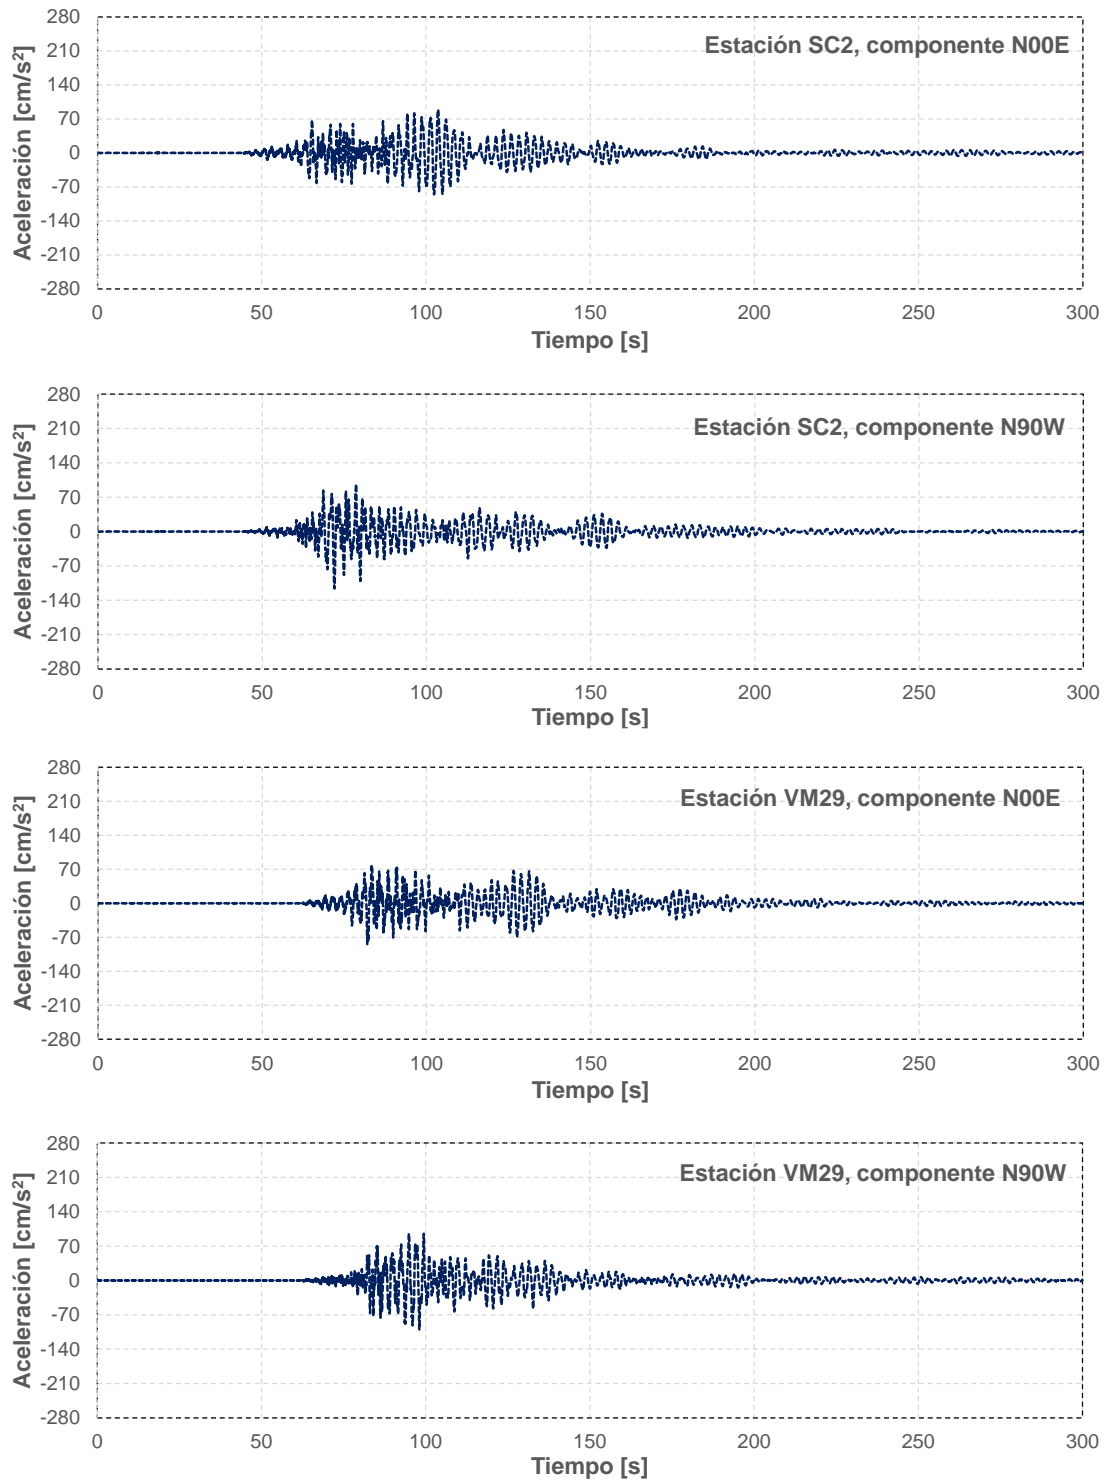 280
210
140
70
0
-70
-140
-210
-280
Aceleración [cm/s²]
Estación SC2, componente N00E
0 50 100 150 200 250 300
Tiempo [s]
280
210
140
70
0
-70
-140
-210
-280
Aceleración [cm/s²]
Estación SC2, componente N90W
0 50 100 150 200 250 300
Tiempo [s]
280
210
140
70
0
-70
-140
-210
-280
Aceleración [cm/s²]
Estación VM29, componente N00E
0 50 100 150 200 250 300
Tiempo [s]
280
210
140
70
0
-70
-140
-210
-280
Aceleración [cm/s²]
Estación VM29, componente N90W
0 50 100 150 200 250 300
Tiempo [s]